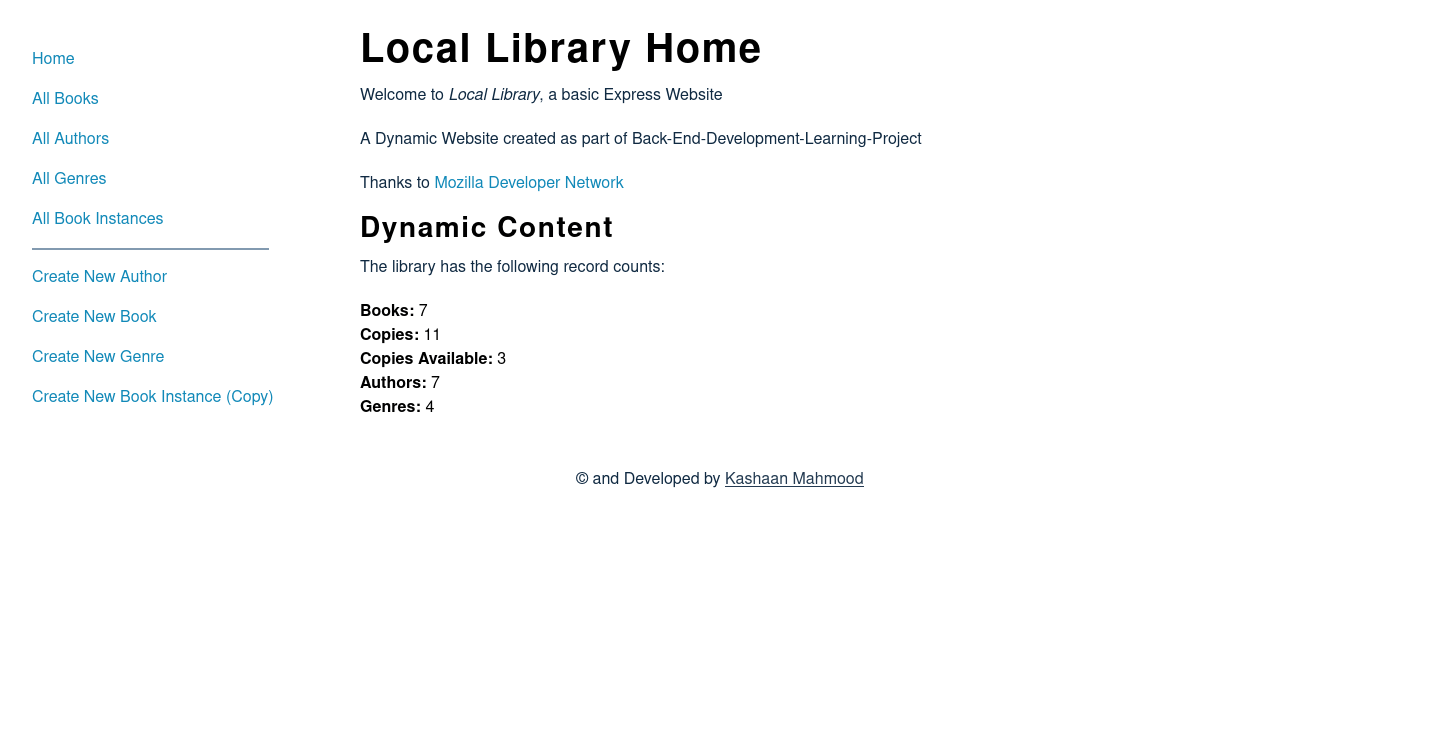 Home
All Books
All Authors
All Genres
All Book Instances
Create New Author
Create New Book
Create New Genre
Create New Book Instance (Copy)
Local Library Home
Welcome to Local Library, a basic Express Website
A Dynamic Website created as part of Back-End-Development-Learning-Project
Thanks to Mozilla Developer Network
Dynamic Content
The library has the following record counts:
Books: 7
Copies: 11
Copies Available: 3
Authors: 7
Genres: 4
© and Developed by Kashaan Mahmood